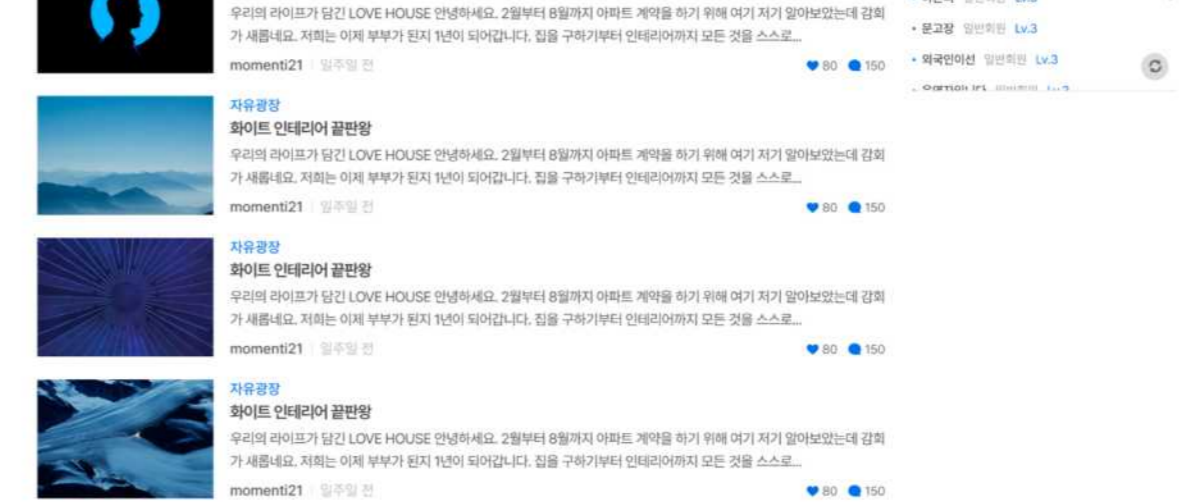 우리의 라이프가 담긴 LOVE HOUSE 안녕하세요. 2월부터 8월까지 아파트 계약을 하기 위해 여기 저기 알아보았는데 감회
가 새롭네요. 저희는 이제 부부가 된지 1년이 되어갑니다. 집을 구하기부터 인테리어까지 모든 것을 스스로...
momenti21 일주일 전
80 150
자유광장
화이트 인테리어 끝판왕
우리의 라이프가 담긴 LOVE HOUSE 안녕하세요. 2월부터 8월까지 아파트 계약을 하기 위해 여기 저기 알아보았는데 감회
가 새롭네요. 저희는 이제 부부가 된지 1년이 되어갑니다. 집을 구하기부터 인테리어까지 모든 것을 스스로...
momenti21 일주일 전
80 150
자유광장
화이트 인테리어 끝판왕
우리의 라이프가 담긴 LOVE HOUSE 안녕하세요. 2월부터 8월까지 아파트 계약을 하기 위해 여기 저기 알아보았는데 감회
가 새롭네요. 저희는 이제 부부가 된지 1년이 되어갑니다. 집을 구하기부터 인테리어까지 모든 것을 스스로...
momenti21 일주일 전
80 150
자유광장
화이트 인테리어 끝판왕
우리의 라이프가 담긴 LOVE HOUSE 안녕하세요. 2월부터 8월까지 아파트 계약을 하기 위해 여기 저기 알아보았는데 감회
가 새롭네요. 저희는 이제 부부가 된지 1년이 되어갑니다. 집을 구하기부터 인테리어까지 모든 것을 스스로...
momenti21 일주일 전
80 150
문고장 일반회원 Lv.3
외국인이선 일반회원 Lv.3